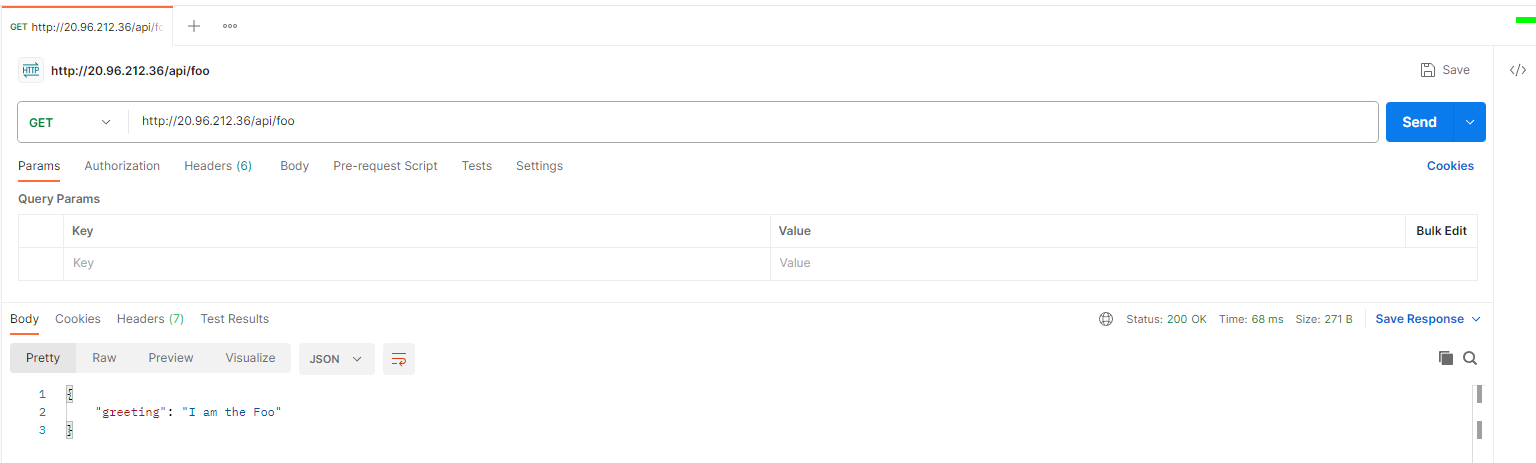 GET http://20.96.212.36/api/fo
HTTP http://20.96.212.36/api/foo Save </>
GET http://20.96.212.36/api/foo Send
Params Authorization Headers (6) Body Pre-request Script Tests Settings Cookies
Query Params
Key Value Bulk Edit
Key Value
Body Cookies Headers (7) Test Results Status: 200 OK Time: 68 ms Size: 271 B Save Response
Pretty Raw Preview Visualize JSON
1 {
2 "greeting": "I am the Foo"
3 }